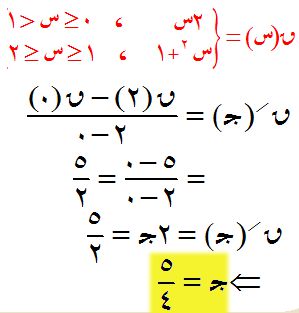 ق(س) = { ٢س ، ٠ ≤ س < ١
س^٢ + ١ ، ١ ≤ س ≤ ٢
ق′(جـ) = (ق(٢) − ق(٠)) / (٢ − ٠)
= (٥ − ٠) / (٢ − ٠) = ٥/٢
ق′(جـ) = ٢جـ = ٥/٢
⇐ جـ = ٥/٤